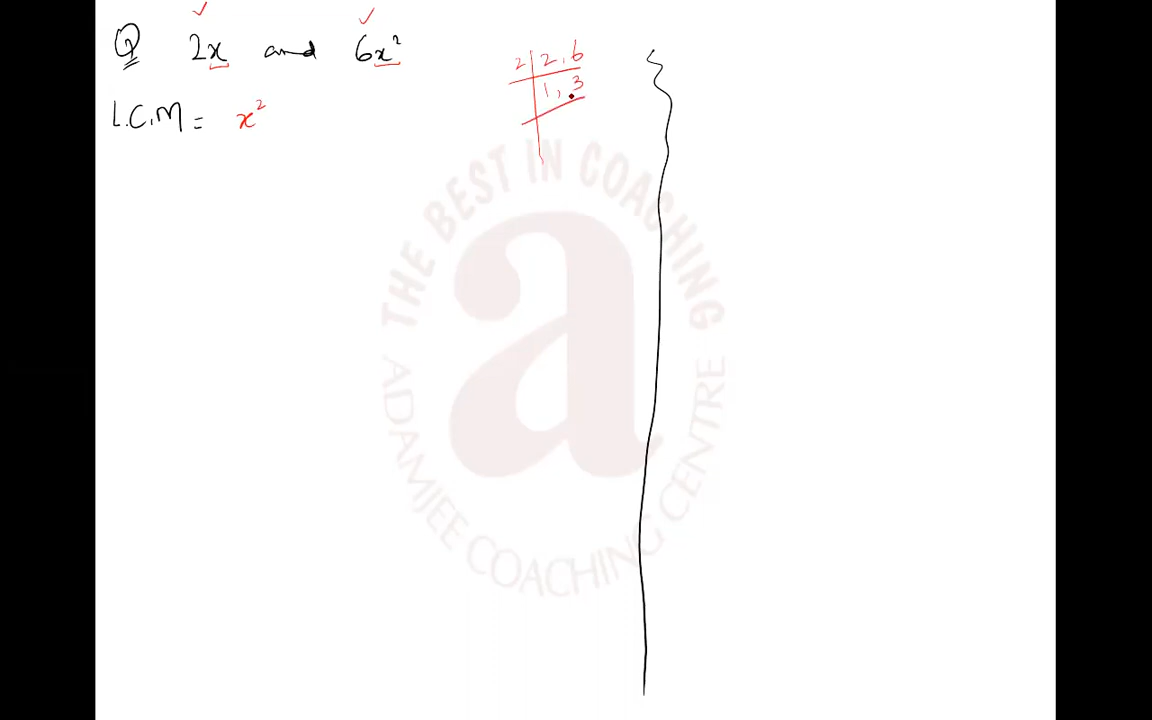 Q 2x and 6x²
L.C.M = x²
2 | 2, 6
1, 3
THE BEST IN COACHING
a
ADAMJEE COACHING CENTRE